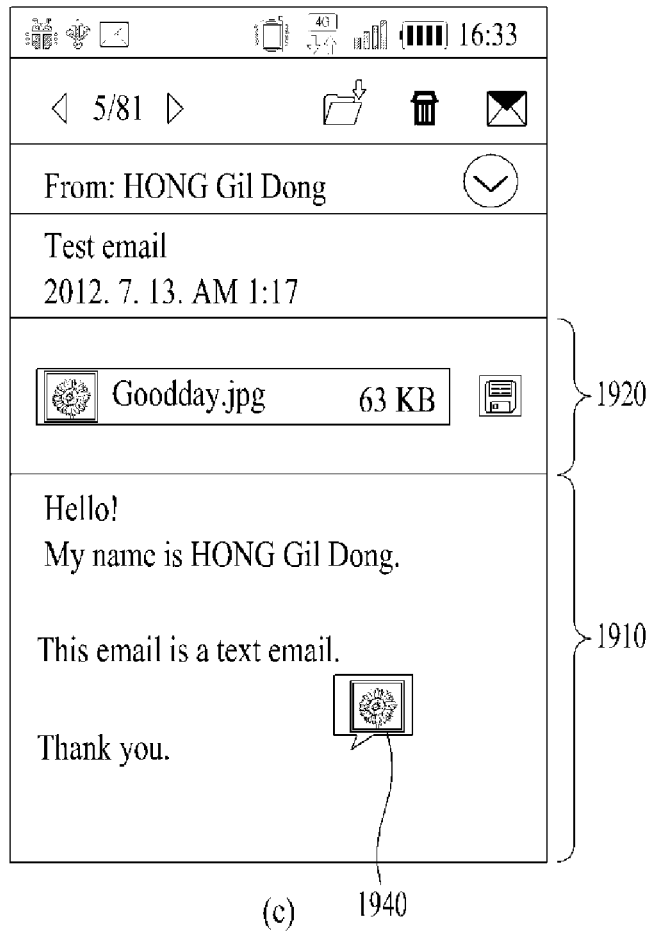 4G 16:33
5/81
From: HONG Gil Dong
Test email
2012. 7. 13. AM 1:17
Goodday.jpg 63 KB
1920
Hello!
My name is HONG Gil Dong.
1910
This email is a text email.
Thank you.
(c)
1940